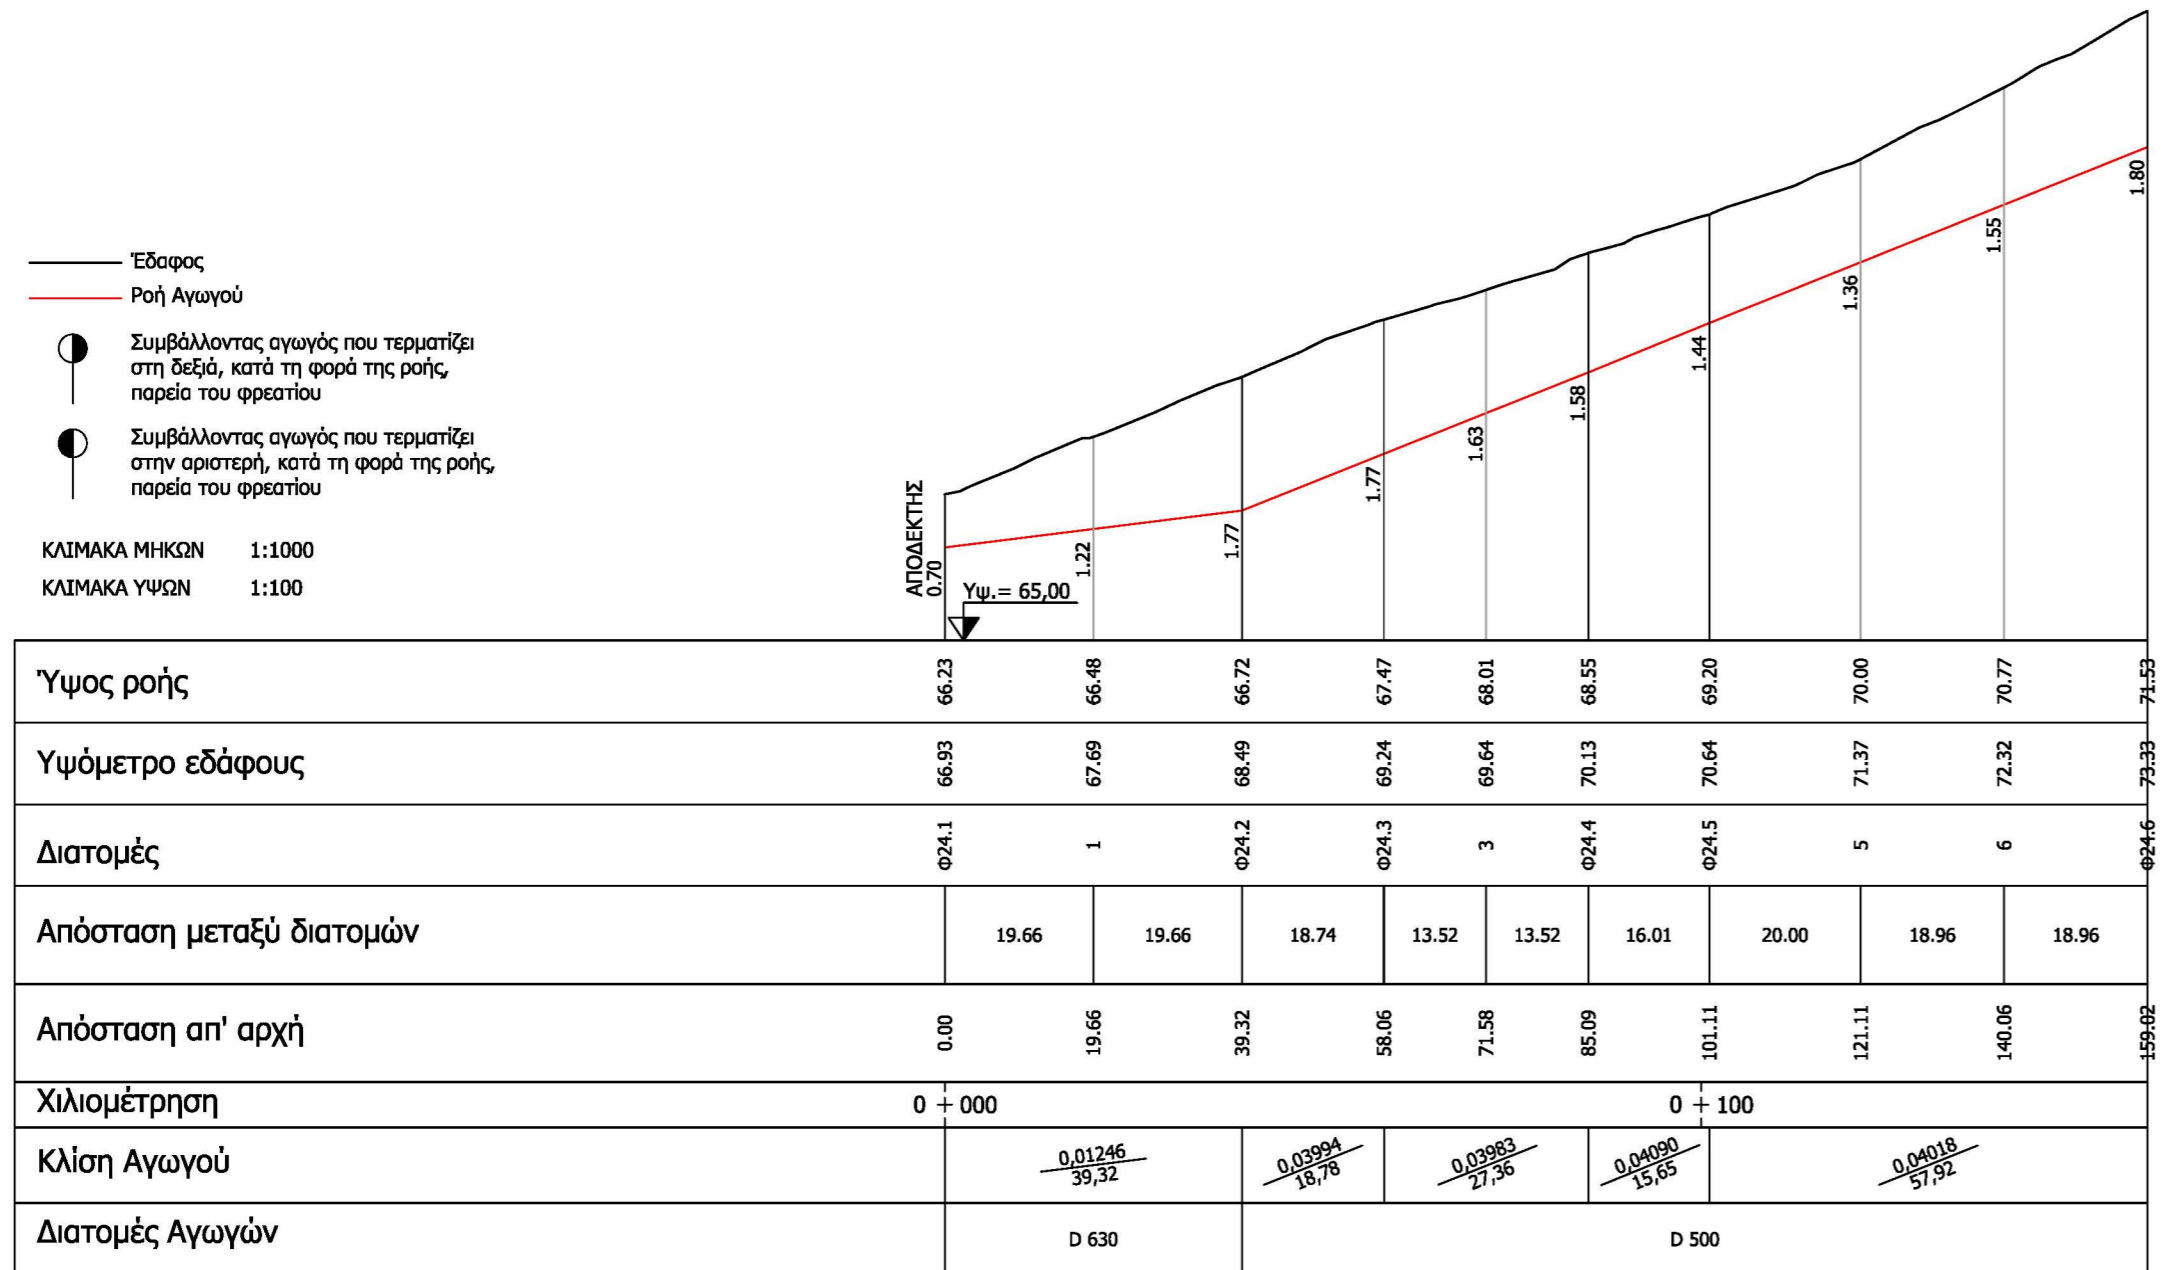 Έδαφος
Ροή Αγωγού
Συμβάλλοντας αγωγός που τερματίζει
στη δεξιά, κατά τη φορά της ροής,
παρεία του φρεατίου
Συμβάλλοντας αγωγός που τερματίζει
στην αριστερή, κατά τη φορά της ροής,
παρεία του φρεατίου
ΚΛΙΜΑΚΑ ΜΗΚΩΝ 1:1000
ΚΛΙΜΑΚΑ ΥΨΩΝ 1:100
ΑΠΟΔΕΚΤΗΣ
0.70
1.22
1.77
1.77
1.63
1.58
1.44
1.36
1.55
1.80
Υψ.= 65,00
Ύψος ροής 66.23 66.48 66.72 67.47 68.01 68.55 69.20 70.00 70.77 71.53
Υψόμετρο εδάφους 66.93 67.69 68.49 69.24 69.64 70.13 70.64 71.37 72.32 73.33
Διατομές Φ24.1 1 Φ24.2 Φ24.3 3 Φ24.4 Φ24.5 5 6 Φ24.6
Απόσταση μεταξύ διατομών 19.66 19.66 18.74 13.52 13.52 16.01 20.00 18.96 18.96
Απόσταση απ' αρχή 0.00 19.66 39.32 58.06 71.58 85.09 101.11 121.11 140.06 159.02
Χιλιομέτρηση 0 + 000 0 + 100
Κλίση Αγωγού 0,01246 0,03994 0,03983 0,04090 0,04018
39,32 18,78 27,36 15,65 57,92
Διατομές Αγωγών D 630 D 500